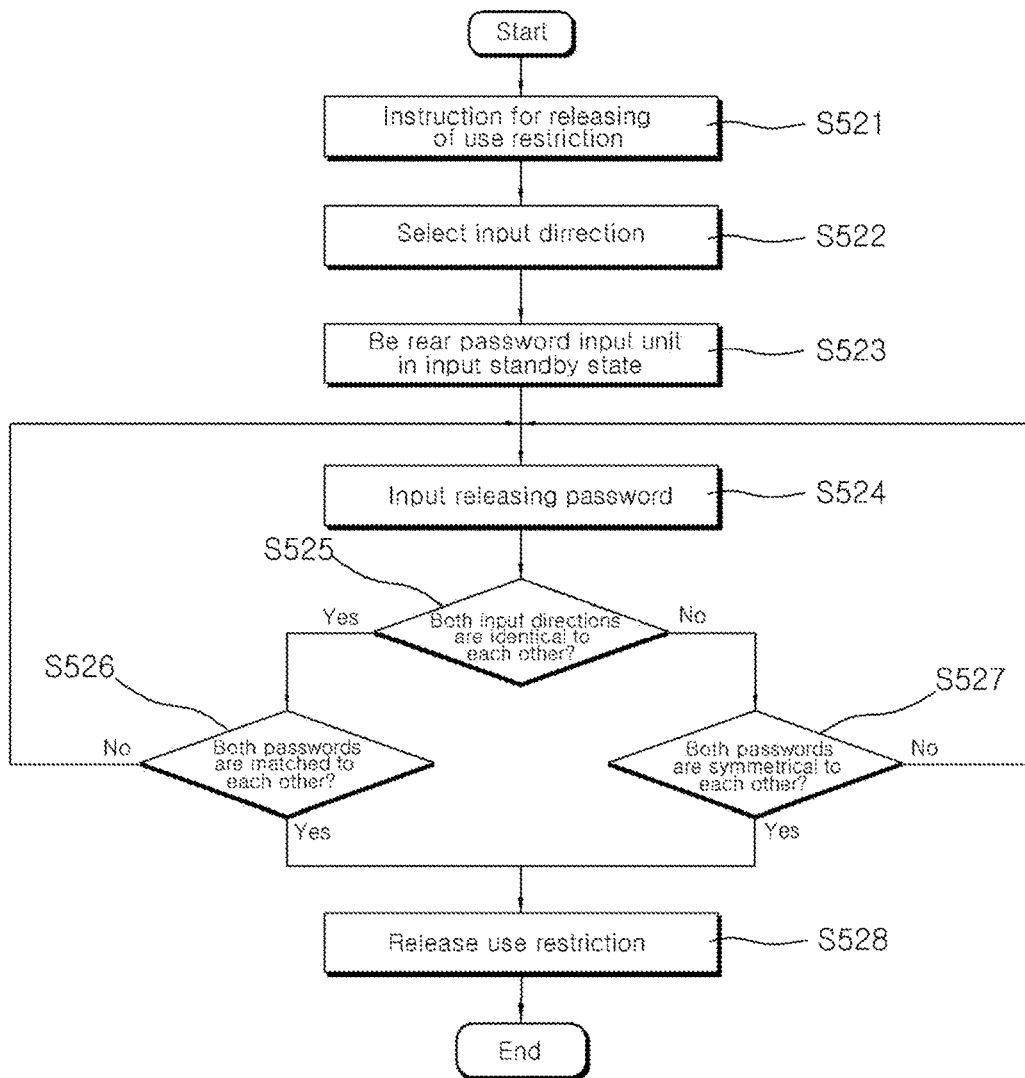 Start
Instruction for releasing
of use restriction
S521
Select input dirrection
S522
Be rear password input unit
in input standby state
S523
Input releasing password
S524
S525
Yes
Both input directions
are identical to
each other?
No
S526
S527
No
Both passwords
are matched to
each other?
Both passwords
are symmetrical to
each other?
No
Yes
Yes
Release use restriction
S528
End